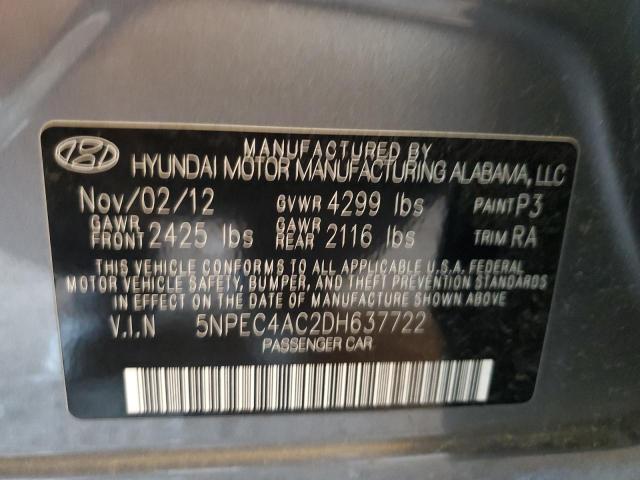 MANUFACTURED BY
HYUNDAI MOTOR MANUFACTURING ALABAMA, LLC
Nov/02/12 GVWR 4299 lbs PAINT P3
GAWR FRONT 2425 lbs GAWR REAR 2116 lbs TRIM RA
THIS VEHICLE CONFORMS TO ALL APPLICABLE U.S.A. FEDERAL
MOTOR VEHICLE SAFETY, BUMPER, AND THEFT PREVENTION STANDARDS
IN EFFECT ON THE DATE OF MANUFACTURE SHOWN ABOVE.
V.I.N 5NPEC4AC2DH637722
PASSENGER CAR